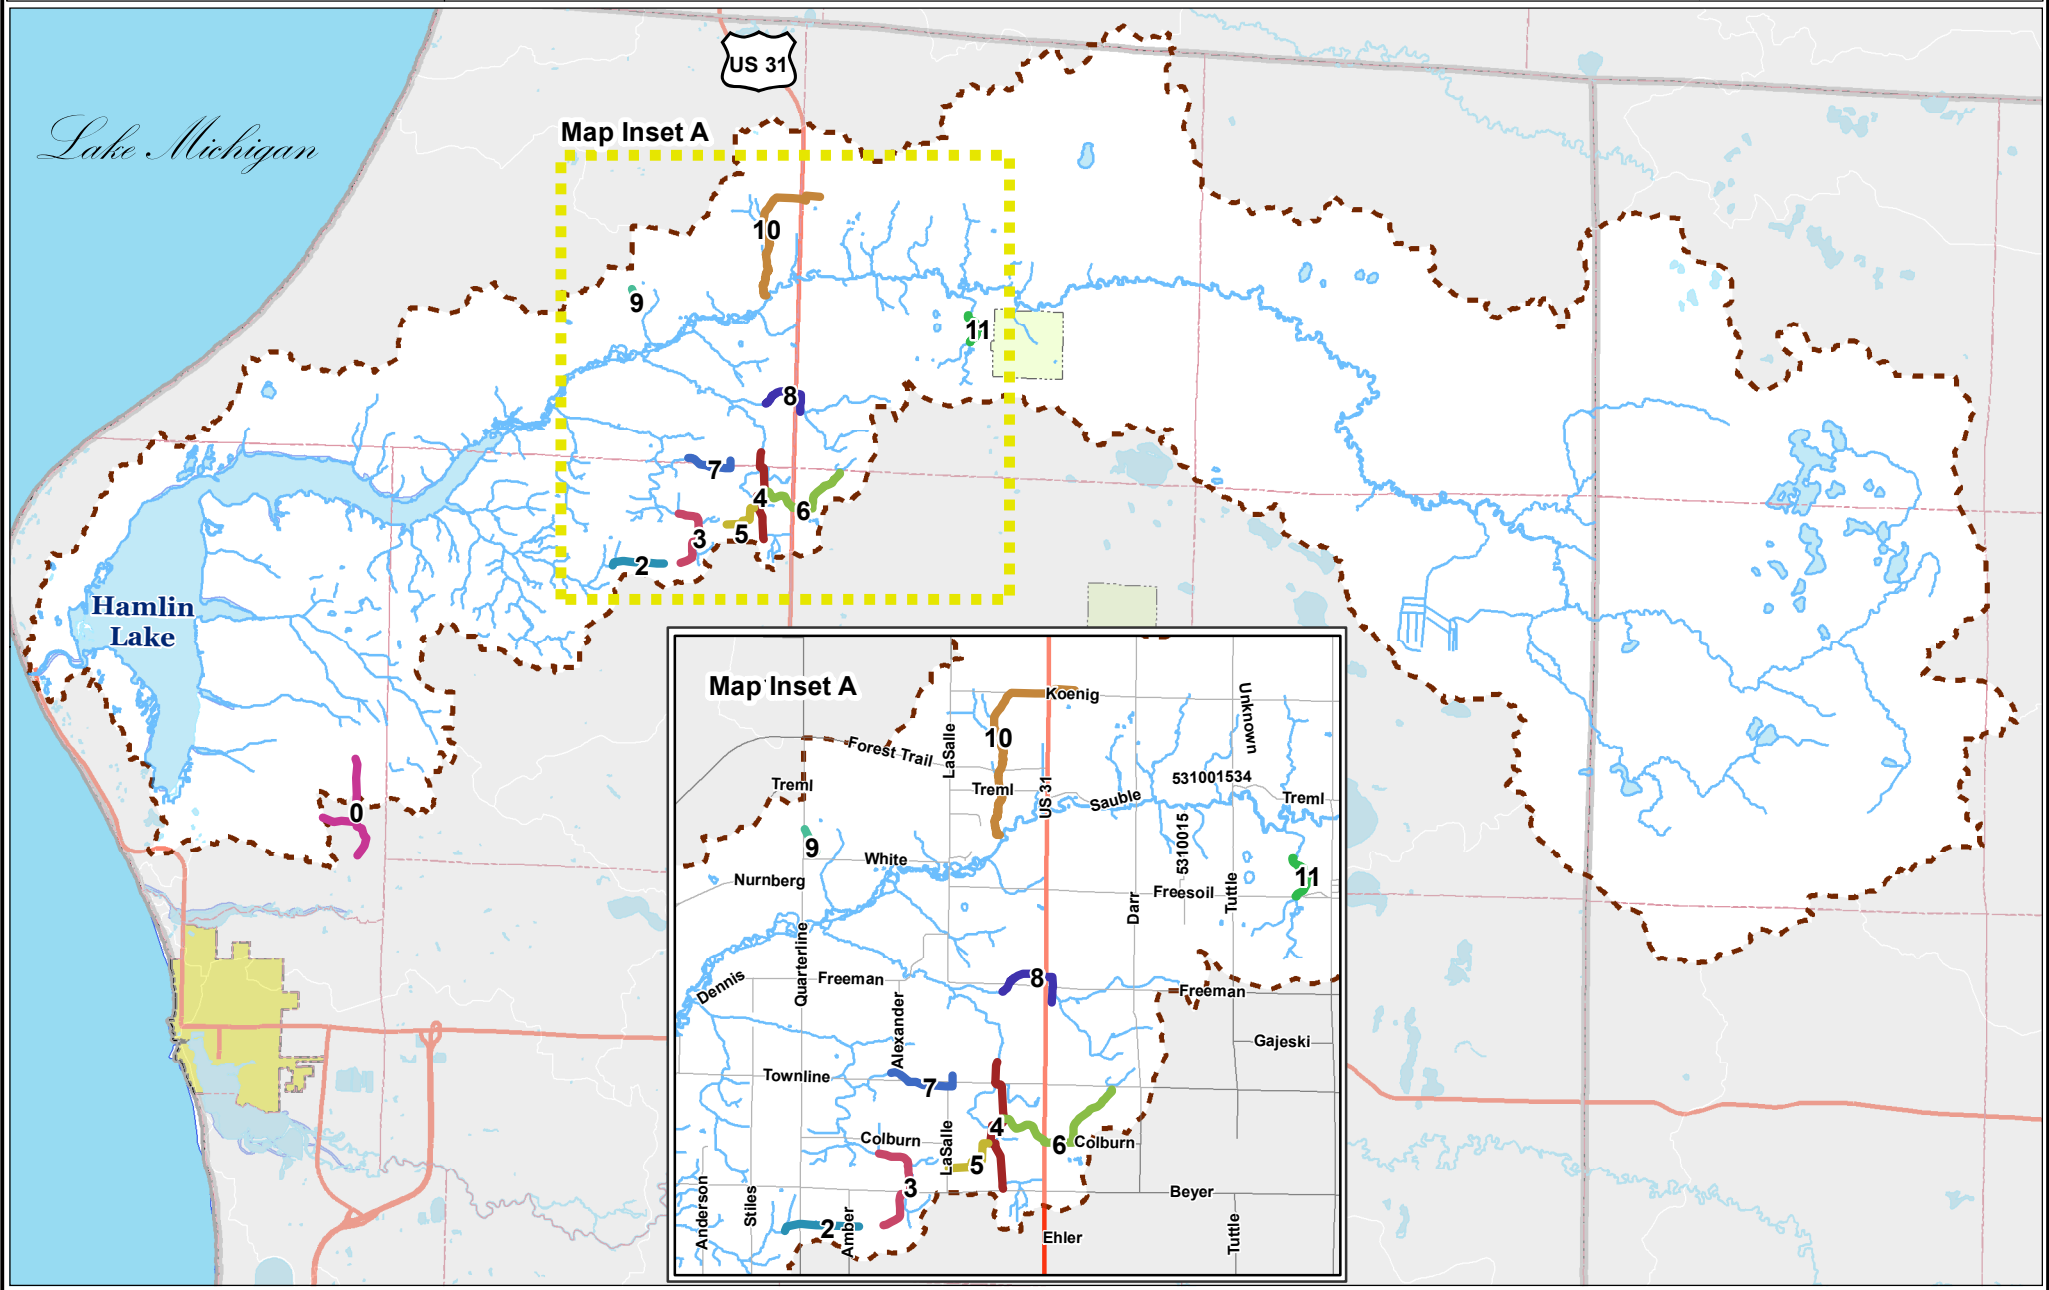 US 31
Lake Michigan
Map Inset A
10
9
11
8
7
4
6
5
3
2
Hamlin
Lake
0
Map Inset A
Koenig
Unknown
10
LaSalle
Forest Trail
531001534
Treml
Treml
US 31
Sauble
Treml
5310015
9
White
11
Nurnberg
Freesoil
Tuttle
Darr
Quarterline
8
Dennis
Freeman
Freeman
Alexander
Gajeski
Townline
7
4
Colburn
6
Colburn
LaSalle
5
3
Beyer
Anderson
Stiles
2
Amber
Ehler
Tuttle